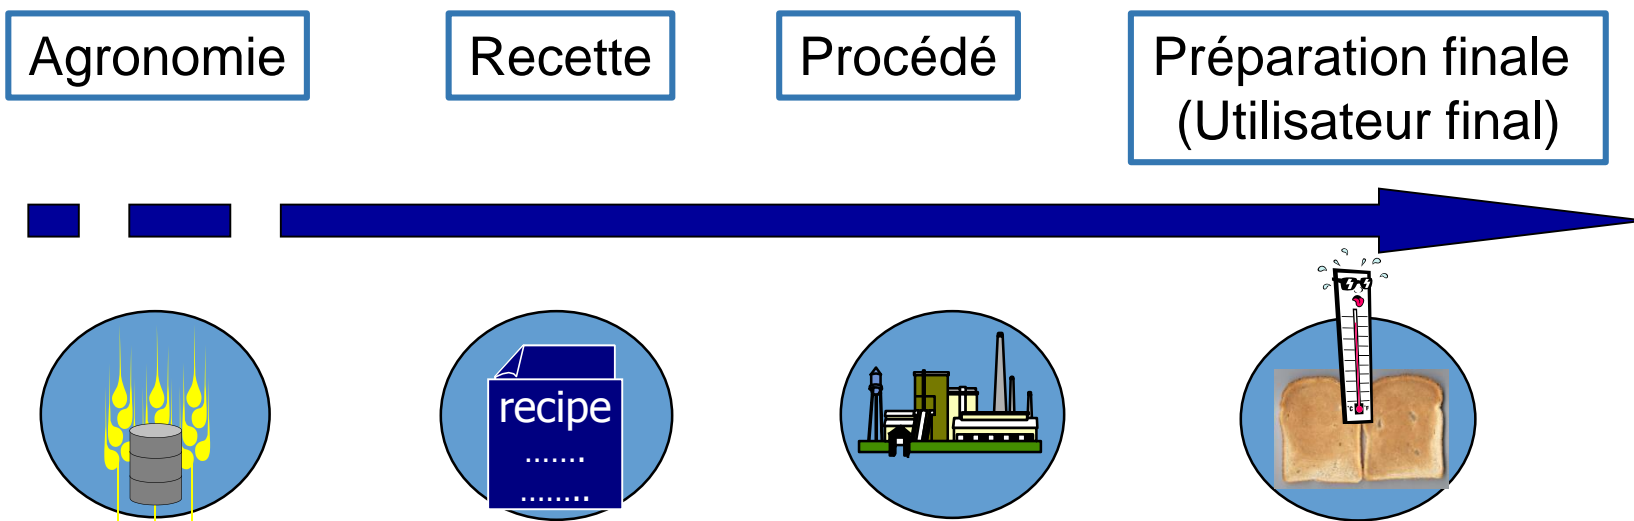 Agronomie
Recette
Procédé
Préparation finale
(Utilisateur final)
recipe
.......
........
°C °F